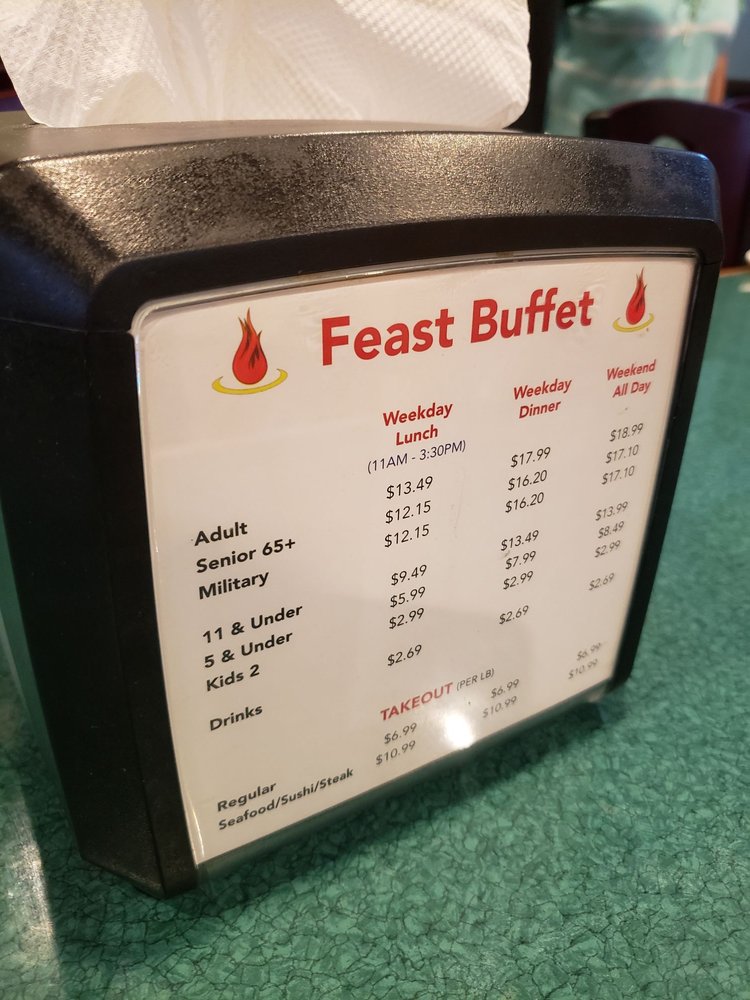 Feast Buffet
Weekday Lunch (11AM - 3:30PM) Weekday Dinner Weekend All Day
Adult $13.49 $17.99 $18.99
Senior 65+ $12.15 $16.20 $17.10
Military $12.15 $16.20 $17.10
11 & Under $9.49 $13.49 $13.99
5 & Under $5.99 $7.99 $8.49
Kids 2 $2.99 $2.99 $2.99
Drinks $2.69 $2.69 $2.69
TAKEOUT (PER LB)
Regular $6.99 $6.99 $6.99
Seafood/Sushi/Steak $10.99 $10.99 $10.99